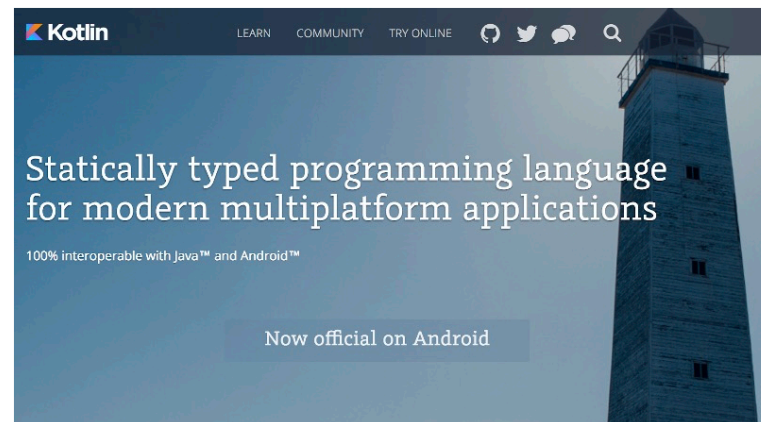 Kotlin LEARN COMMUNITY TRY ONLINE
Statically typed programming language
for modern multiplatform applications
100% interoperable with Java™ and Android™
Now official on Android